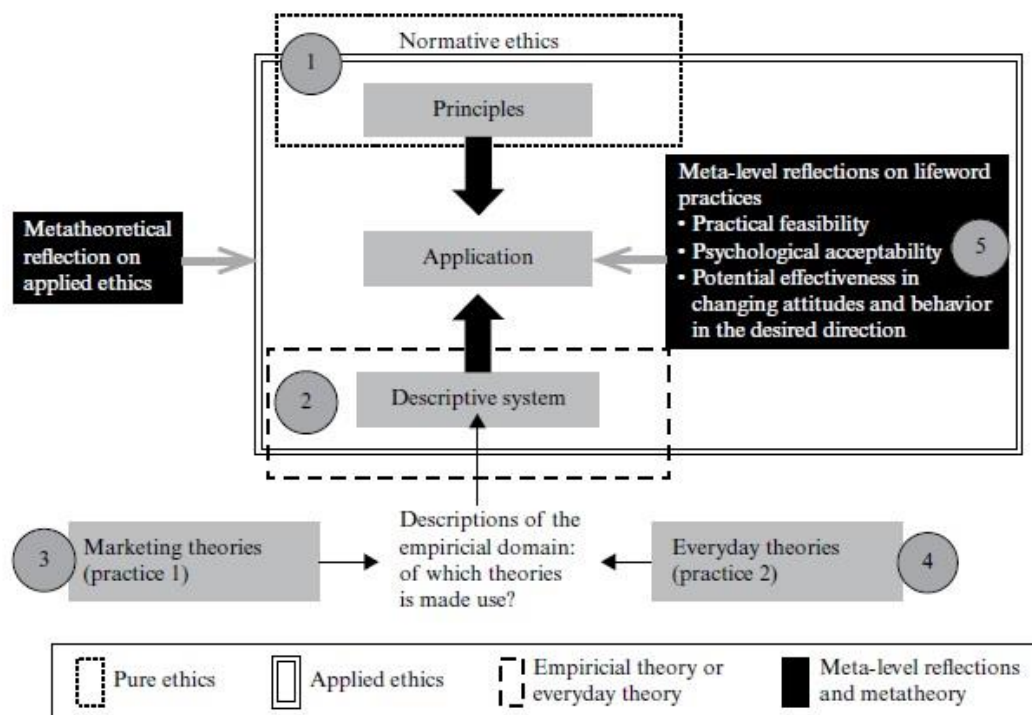 Normative ethics
1
Principles
Metatheoretical
reflection on
applied ethics
Application
Meta-level reflections on lifeword
practices
• Practical feasibility
• Psychological acceptability
• Potential effectiveness in
changing attitudes and behavior
in the desired direction
5
2
Descriptive system
3
Marketing theories
(practice 1)
Descriptions of the
empiricial domain:
of which theories
is made use?
Everyday theories
(practice 2)
4
Pure ethics
Applied ethics
Empiricial theory or
everyday theory
Meta-level reflections
and metatheory